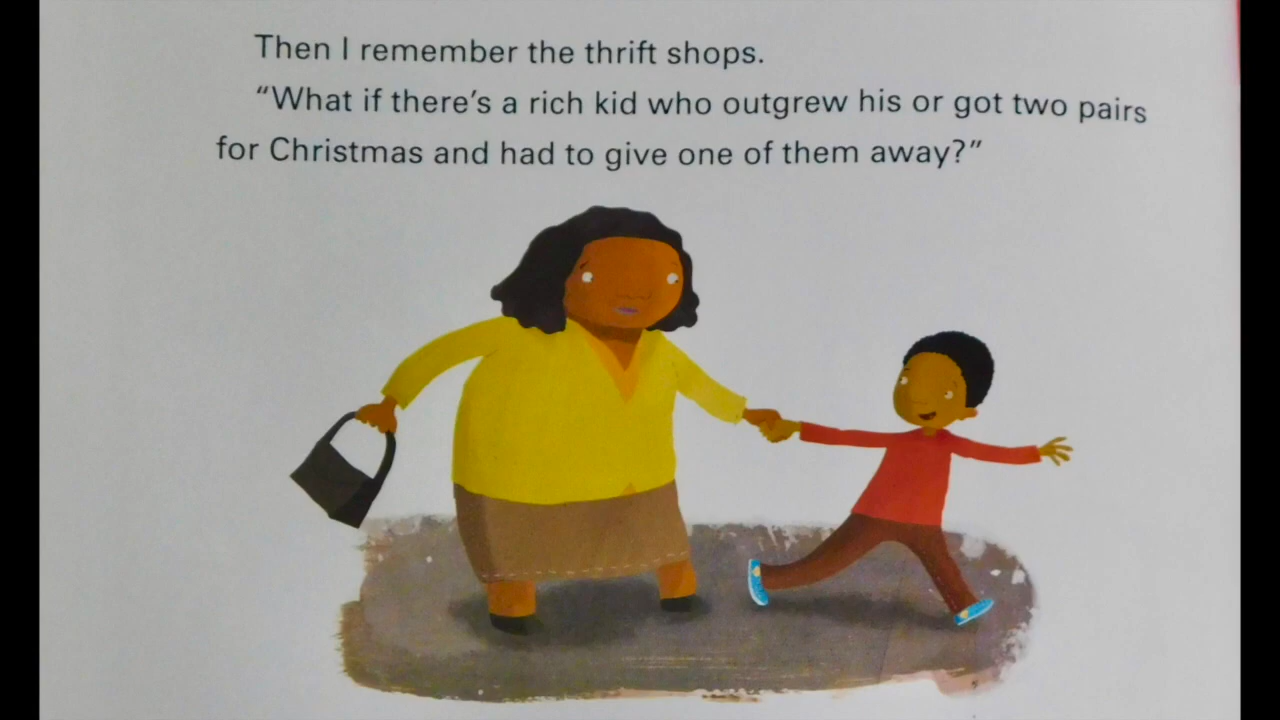 Then I remember the thrift shops.
“What if there’s a rich kid who outgrew his or got two pairs
for Christmas and had to give one of them away?”